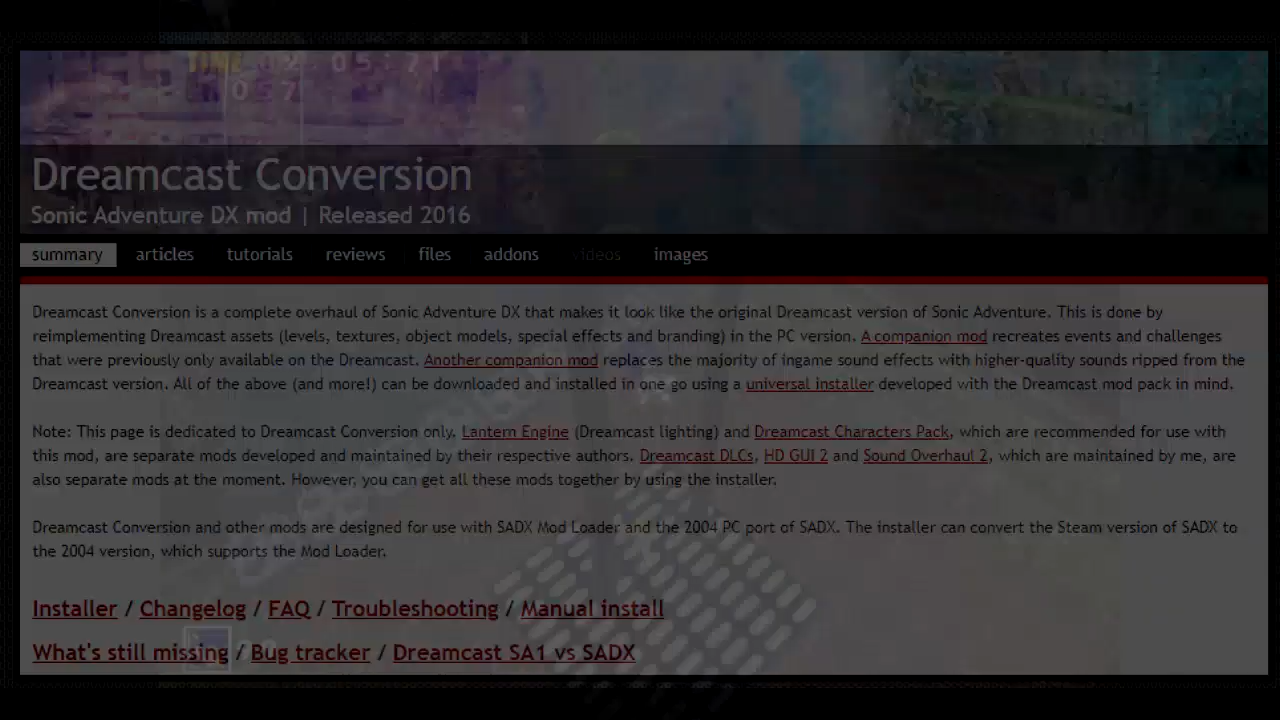 TIME 02:05:21
057
Dreamcast Conversion
Sonic Adventure DX mod | Released 2016
summary articles tutorials reviews files addons videos images
Dreamcast Conversion is a complete overhaul of Sonic Adventure DX that makes it look like the original Dreamcast version of Sonic Adventure. This is done by
reimplementing Dreamcast assets (levels, textures, object models, special effects and branding) in the PC version. A companion mod recreates events and challenges
that were previously only available on the Dreamcast. Another companion mod replaces the majority of ingame sound effects with higher-quality sounds ripped from the
Dreamcast version. All of the above (and more!) can be downloaded and installed in one go using a universal installer developed with the Dreamcast mod pack in mind.
Note: This page is dedicated to Dreamcast Conversion only. Lantern Engine (Dreamcast lighting) and Dreamcast Characters Pack, which are recommended for use with
this mod, are separate mods developed and maintained by their respective authors. Dreamcast DLCs, HD GUI 2 and Sound Overhaul 2, which are maintained by me, are
also separate mods at the moment. However, you can get all these mods together by using the installer.
Dreamcast Conversion and other mods are designed for use with SADX Mod Loader and the 2004 PC port of SADX. The installer can convert the Steam version of SADX to
the 2004 version, which supports the Mod Loader.
Installer / Changelog / FAQ / Troubleshooting / Manual install
What's still missing / Bug tracker / Dreamcast SA1 vs SADX